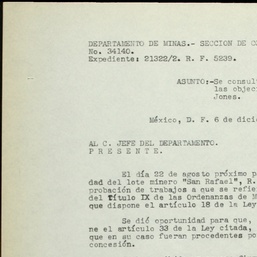 DEPARTAMENTO DE MINAS.- SECCION DE
No. 34140.
Expediente: 21322/2. R. F. 5239.
ASUNTO:-Se consul
las objec
Jones.
México, D. F. 6 de dici
AL C. JEFE DEL DEPARTAMENTO.
P R E S E N T E.
El día 22 de agosto próximo p
dad del lote minero "San Rafael", R.
probación de trabajos a que se refie
del Título IX de las Ordenanzas de M
que dispone el artículo 18 de la Ley
Se dió oportunidad para que,
ne el artículo 33 de la Ley citada,
que en su caso fueran procedentes po
concesión.